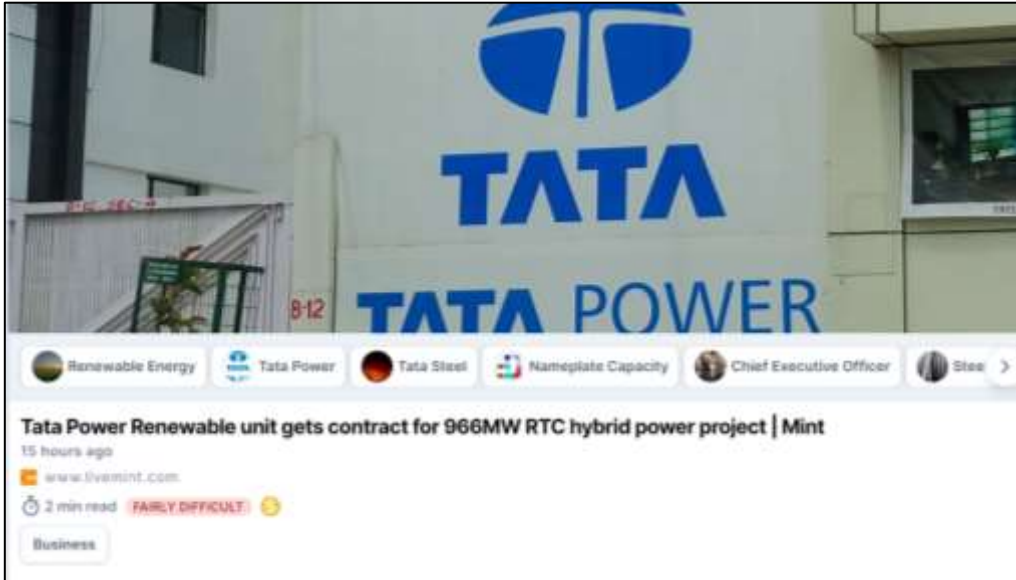 TATA
B-12
TATA POWER
Renewable Energy
Tata Power
Tata Steel
Nameplate Capacity
Chief Executive Officer
Stee
Tata Power Renewable unit gets contract for 966MW RTC hybrid power project | Mint
15 hours ago
www.livemint.com
2 min read FAIRLY DIFFICULT
Business